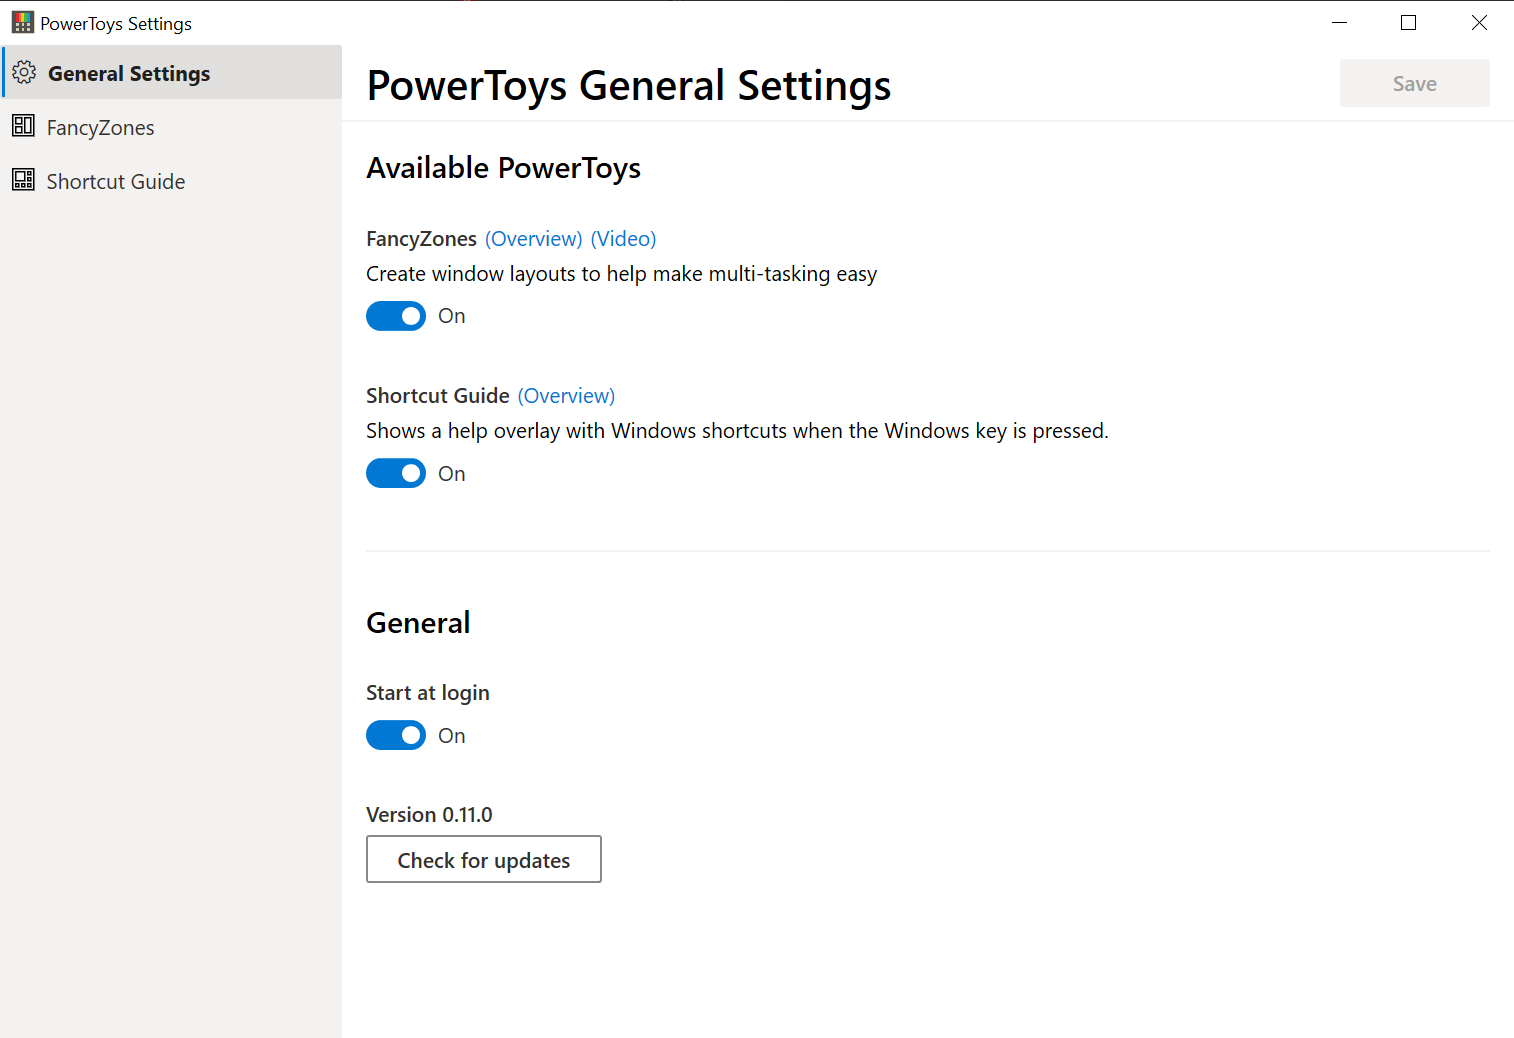 PowerToys Settings
General Settings
FancyZones
Shortcut Guide
PowerToys General Settings
Save
Available PowerToys
FancyZones (Overview) (Video)
Create window layouts to help make multi-tasking easy
On
Shortcut Guide (Overview)
Shows a help overlay with Windows shortcuts when the Windows key is pressed.
On
General
Start at login
On
Version 0.11.0
Check for updates